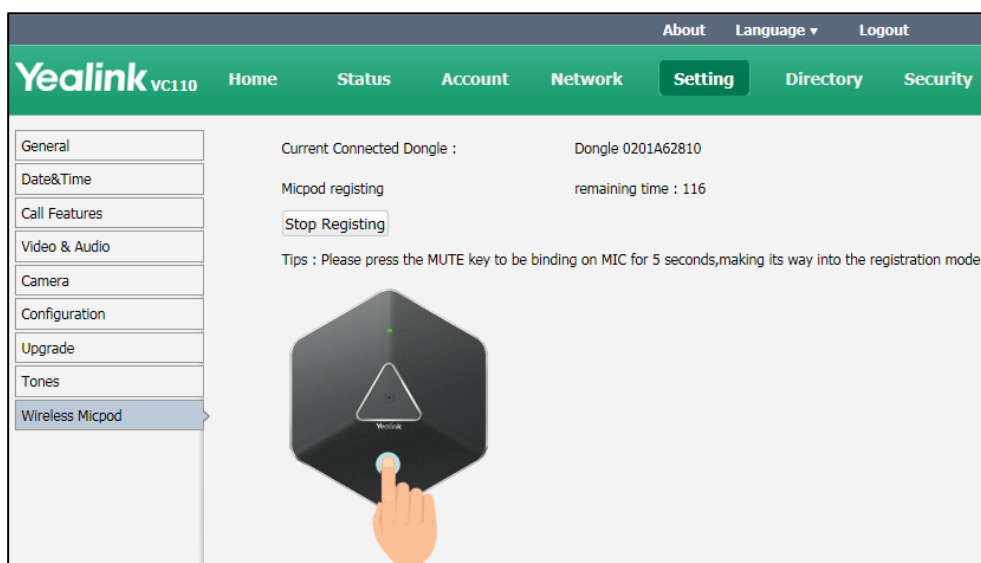 About Language ▾ Logout
Yealink VC110 Home Status Account Network Setting Directory Security
General
Date&Time
Call Features
Video & Audio
Camera
Configuration
Upgrade
Tones
Wireless Micpod
Current Connected Dongle : Dongle 0201A62810
Micpod registing remaining time : 116
Stop Registing
Tips : Please press the MUTE key to be binding on MIC for 5 seconds,making its way into the registration mode
Yealink